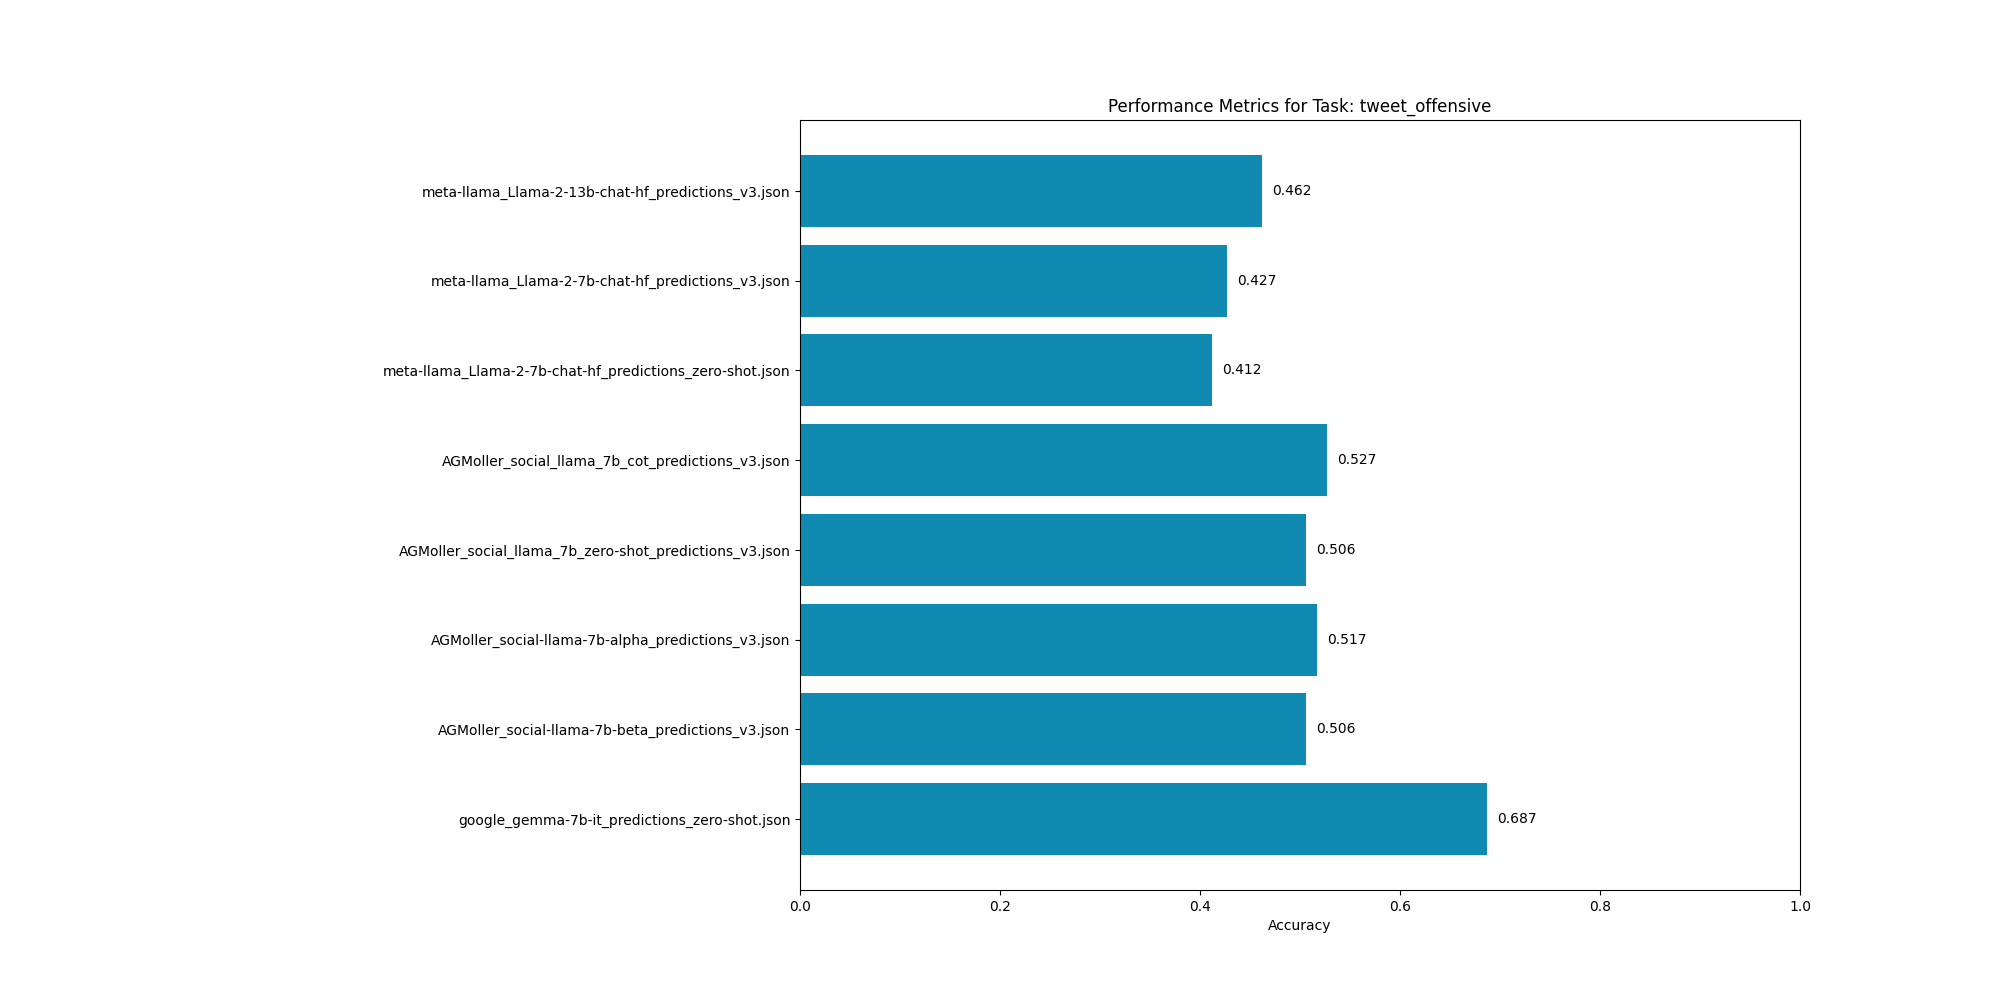 Performance Metrics for Task: tweet_offensive
meta-llama_Llama-2-13b-chat-hf_predictions_v3.json
0.462
meta-llama_Llama-2-7b-chat-hf_predictions_v3.json
0.427
meta-llama_Llama-2-7b-chat-hf_predictions_zero-shot.json
0.412
AGMoller_social_llama_7b_cot_predictions_v3.json
0.527
AGMoller_social_llama_7b_zero-shot_predictions_v3.json
0.506
AGMoller_social-llama-7b-alpha_predictions_v3.json
0.517
AGMoller_social-llama-7b-beta_predictions_v3.json
0.506
google_gemma-7b-it_predictions_zero-shot.json
0.687
0.0 0.2 0.4 0.6 0.8 1.0
Accuracy